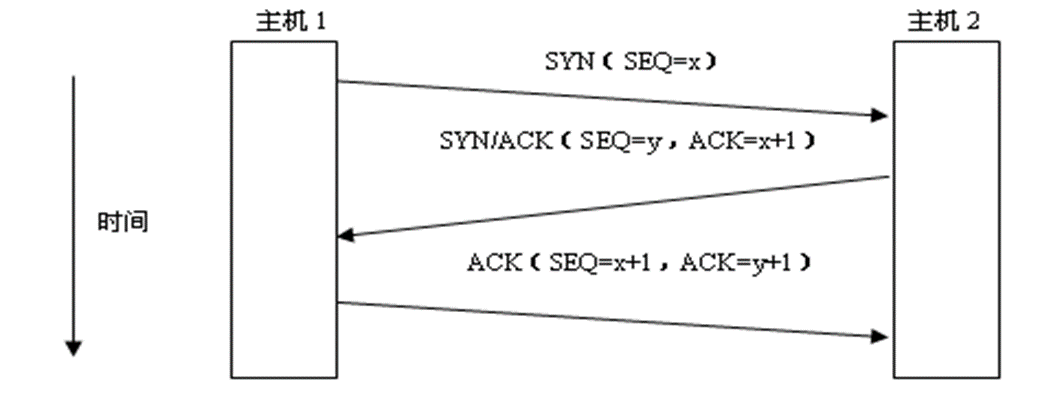 主机 1
主机 2
SYN（SEQ=x）
SYN/ACK（SEQ=y，ACK=x+1）
时间
ACK（SEQ=x+1，ACK=y+1）